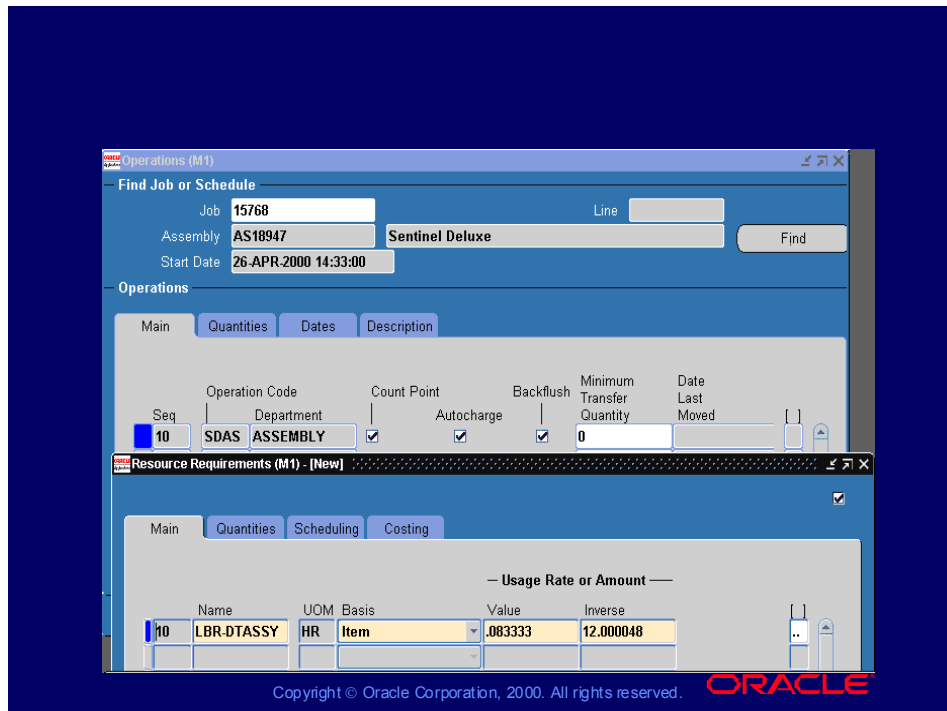 Operations (M1)
Find Job or Schedule
Job 15768 Line
Assembly AS18947 Sentinel Deluxe Find
Start Date 26-APR-2000 14:33:00
Operations
Main Quantities Dates Description
Operation Code Count Point Backflush Minimum Date
Transfer Last
Seq Department Autocharge Quantity Moved [ ]
10 SDAS ASSEMBLY 0
Resource Requirements (M1) - [New]
Main Quantities Scheduling Costing
Usage Rate or Amount
Name UOM Basis Value Inverse [ ]
10 LBR-DTASSY HR Item .083333 12.000048 ..
Copyright © Oracle Corporation, 2000. All rights reserved. ORACLE